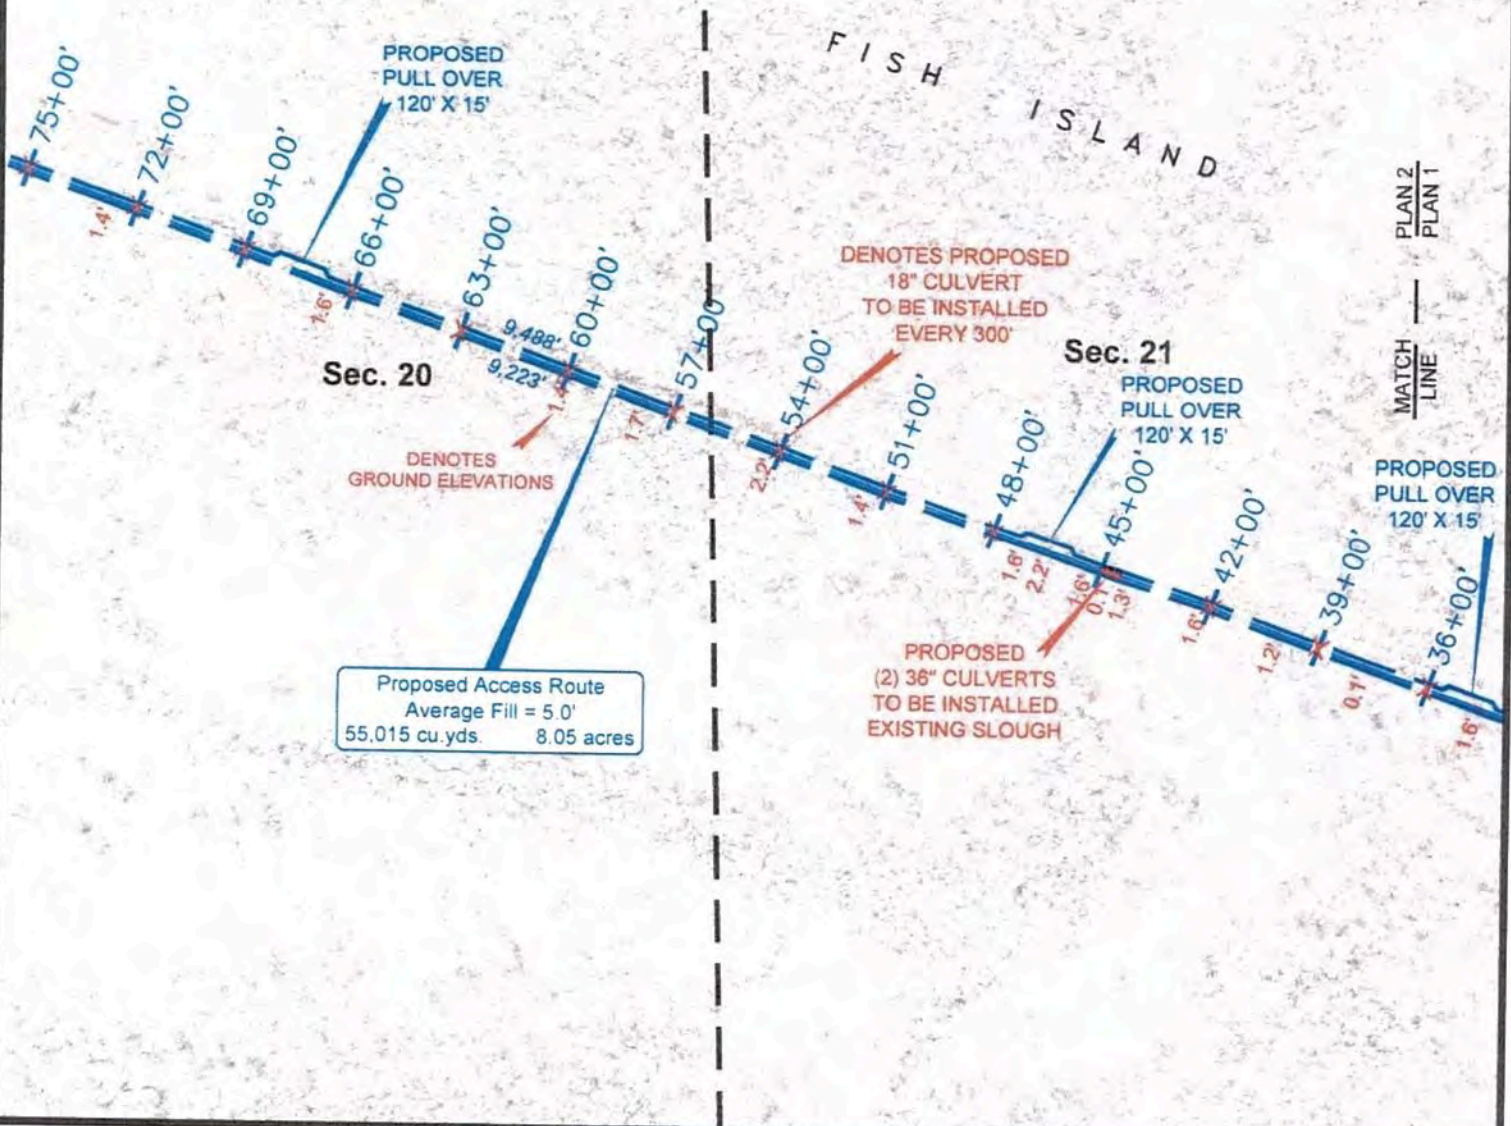 FISH ISLAND
PROPOSED
PULL OVER
120' X 15'
75+00'
72+00'
69+00'
66+00'
63+00'
60+00'
57+00
54+00'
51+00'
48+00'
45+00'
42+00'
39+00'
36+00'
1.4'
1.6'
9.488'
9.223'
1.4'
1.7'
2.2'
1.4'
1.6'
2.2'
1.6'
0.1'
1.3'
1.6'
1.2'
0.1'
1.6'
Sec. 20
DENOTES
GROUND ELEVATIONS
DENOTES PROPOSED
18" CULVERT
TO BE INSTALLED
EVERY 300'
Sec. 21
PROPOSED
PULL OVER
120' X 15'
PLAN 2
PLAN 1
MATCH
LINE
PROPOSED
PULL OVER
120' X 15'
PROPOSED
(2) 36" CULVERTS
TO BE INSTALLED
EXISTING SLOUGH
Proposed Access Route
Average Fill = 5.0'
55,015 cu.yds. 8.05 acres